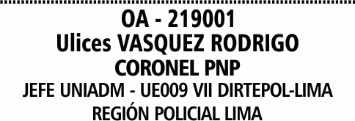 OA - 219001
Ulices VASQUEZ RODRIGO
CORONEL PNP
JEFE UNIADM - UE009 VII DIRTEPOL-LIMA
REGIÓN POLICIAL LIMA